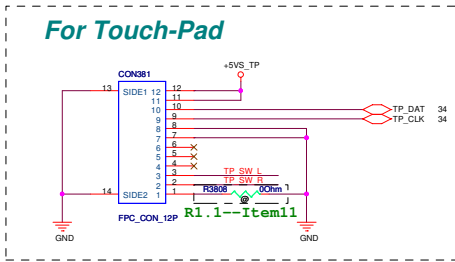 For Touch-Pad
+5VS_TP
CON381
13 SIDE1 12 12
11 11
10 10 TP_DAT 34
9 9 TP_CLK 34
8 8
7 7
6 6
5 5
4 4
3 3 TP_SW_L
2 2 TP_SW_R
14 SIDE2 1 1 R3808 0Ohm
@
FPC_CON_12P R1.1--Item11
GND GND